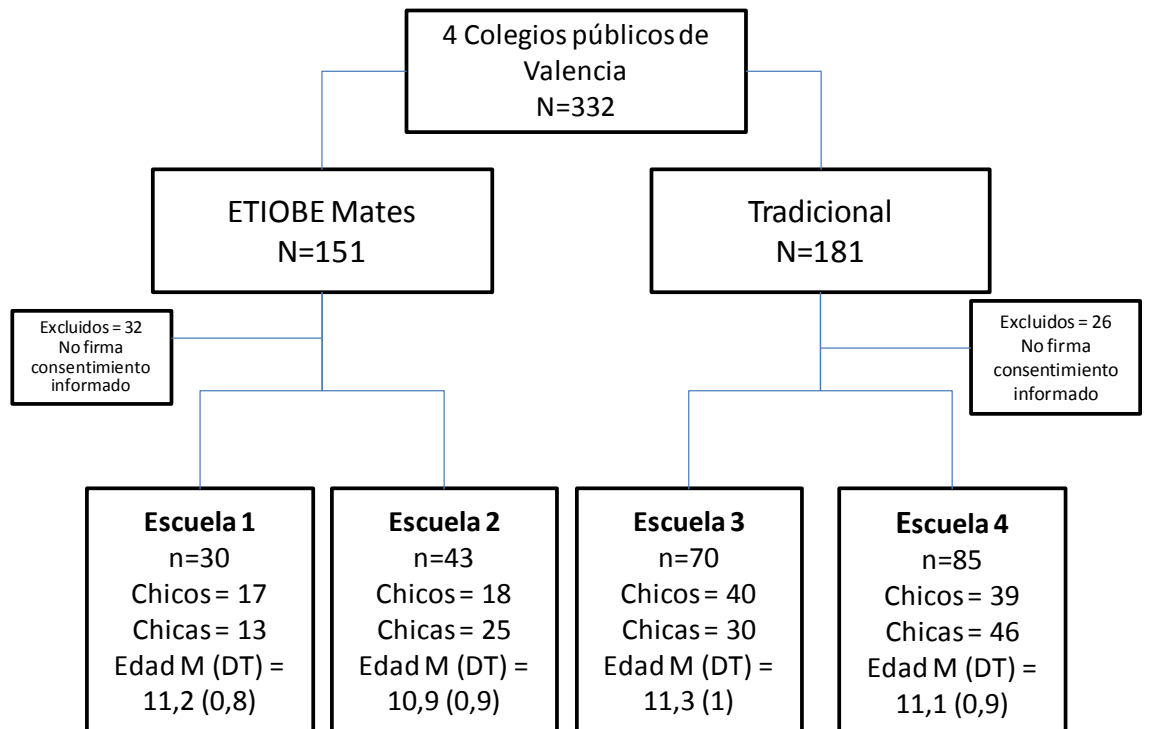 4 Colegios públicos de
Valencia
N=332
ETIOBE Mates
N=151
Tradicional
N=181
Excluidos = 32
No firma
consentimiento
informado
Excluidos = 26
No firma
consentimiento
informado
Escuela 1
n=30
Chicos = 17
Chicas = 13
Edad M (DT) =
11,2 (0,8)
Escuela 2
n=43
Chicos = 18
Chicas = 25
Edad M (DT) =
10,9 (0,9)
Escuela 3
n=70
Chicos = 40
Chicas = 30
Edad M (DT) =
11,3 (1)
Escuela 4
n=85
Chicos = 39
Chicas = 46
Edad M (DT) =
11,1 (0,9)